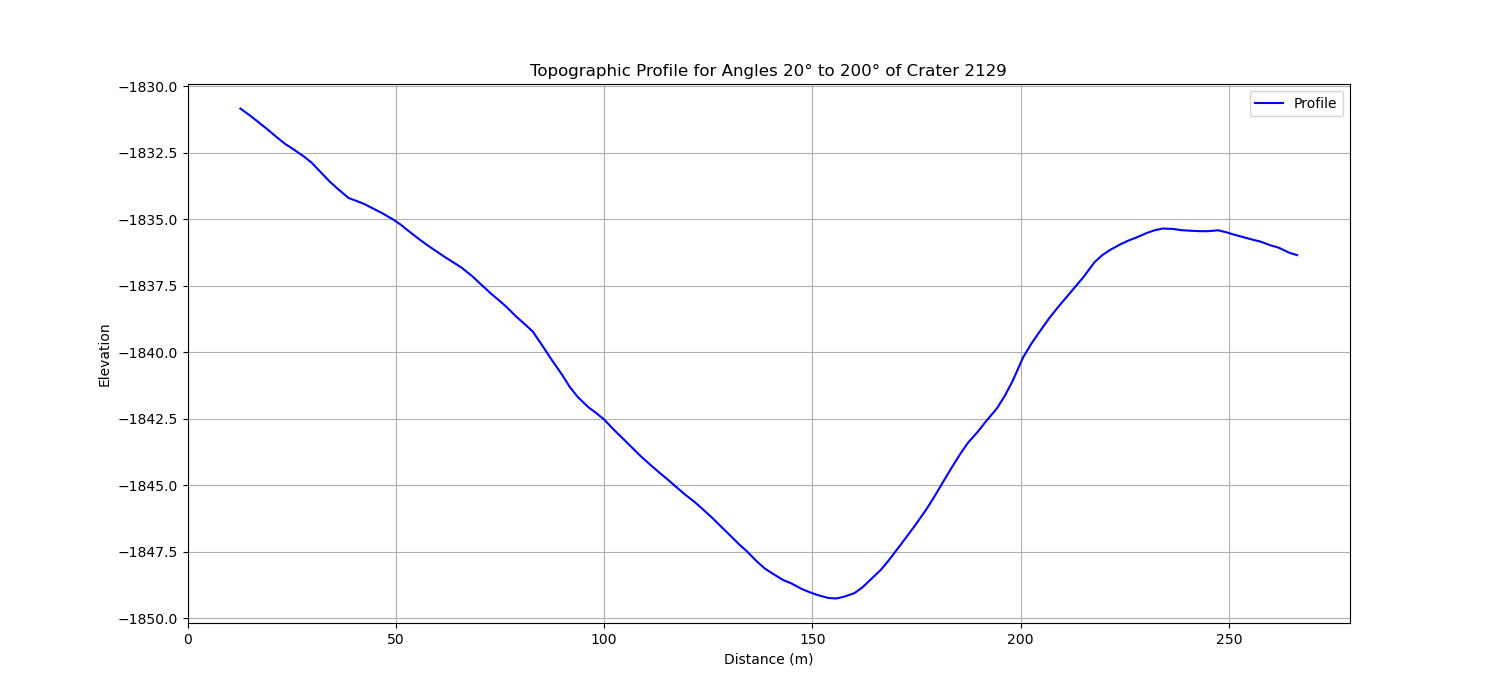 Topographic Profile for Angles 20° to 200° of Crater 2129
Profile
−1830.0
−1832.5
−1835.0
−1837.5
−1840.0
−1842.5
−1845.0
−1847.5
−1850.0
Elevation
0 50 100 150 200 250
Distance (m)